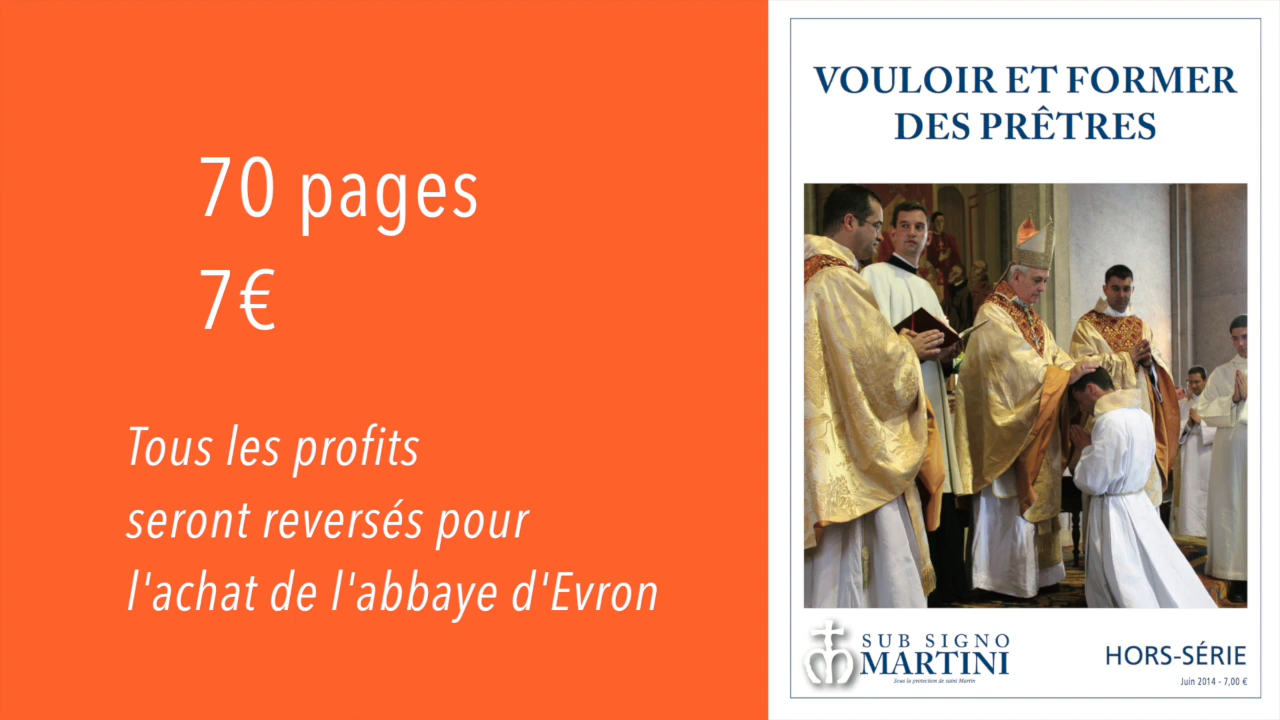 70 pages
7€
Tous les profits
seront reversés pour
l'achat de l'abbaye d'Evron
VOULOIR ET FORMER
DES PRÊTRES
SUB SIGNO
MARTINI
Sous la protection de saint Martin
HORS-SÉRIE
Juin 2014 - 7,00 €